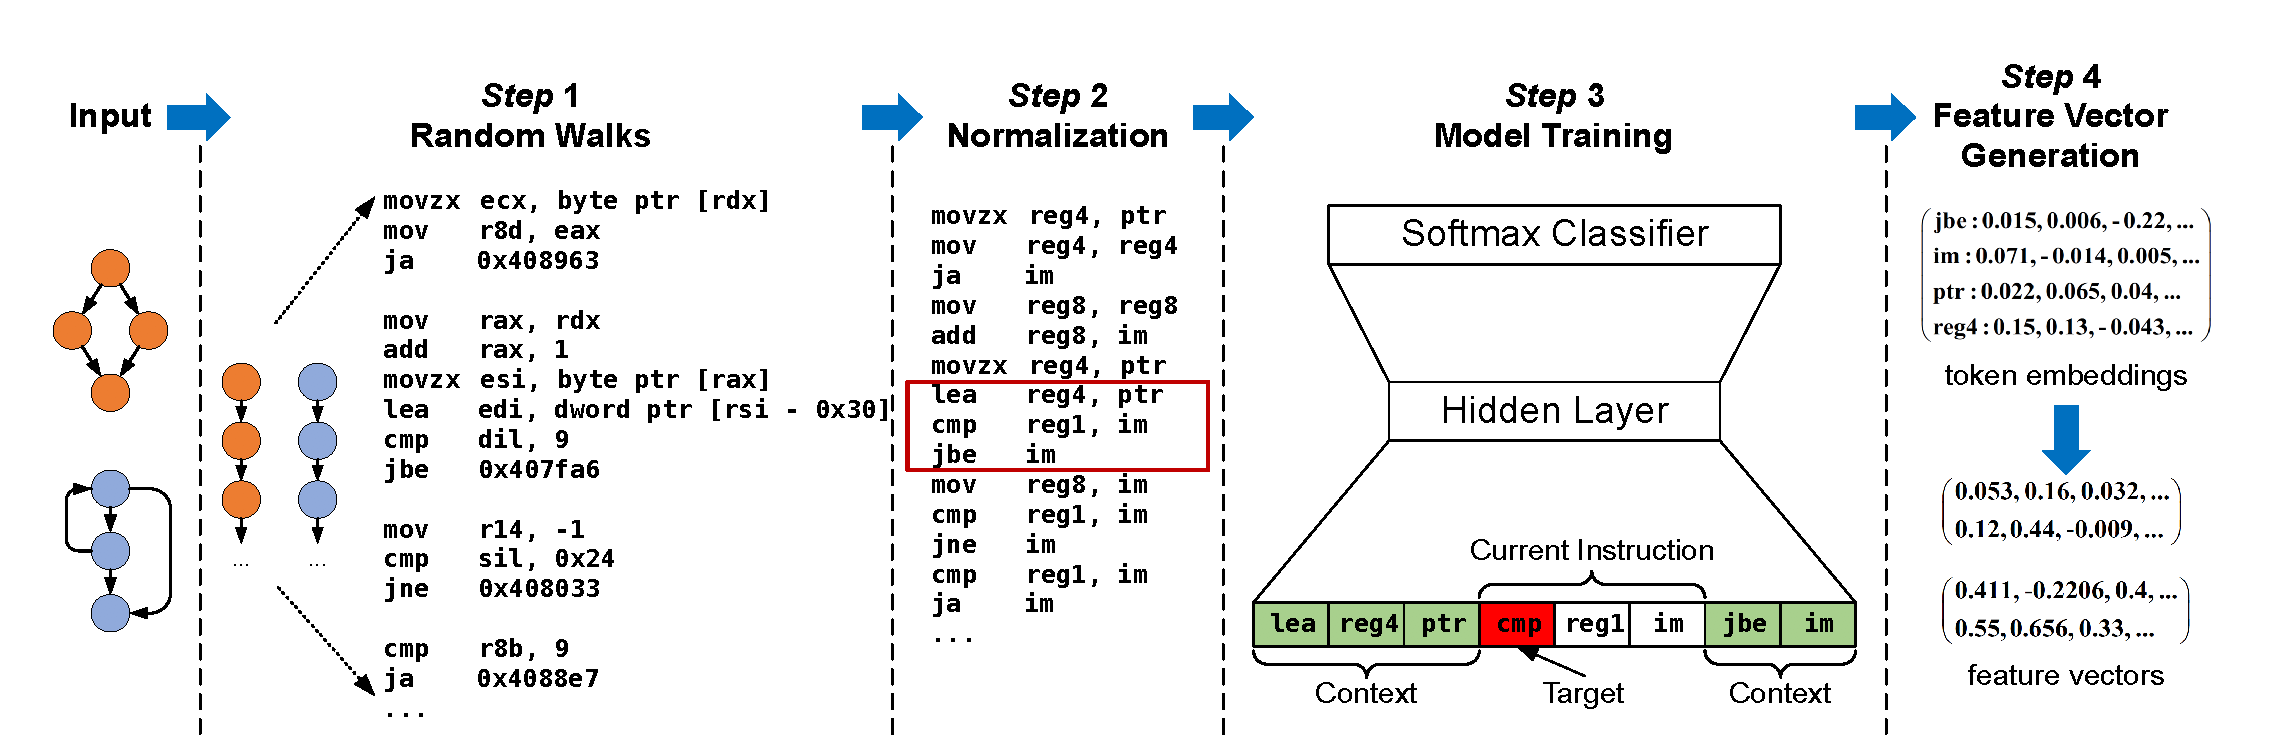 Input
Step 1
Random Walks
movzx ecx, byte ptr [rdx]
mov r8d, eax
ja 0x408963
mov rax, rdx
add rax, 1
movzx esi, byte ptr [rax]
lea edi, dword ptr [rsi - 0x30]
cmp dil, 9
jbe 0x407fa6
mov r14, -1
cmp sil, 0x24
jne 0x408033
cmp r8b, 9
ja 0x4088e7
...
...
...
Step 2
Normalization
movzx reg4, ptr
mov reg4, reg4
ja im
mov reg8, reg8
add reg8, im
movzx reg4, ptr
lea reg4, ptr
cmp reg1, im
jbe im
mov reg8, im
cmp reg1, im
jne im
cmp reg1, im
ja im
...
Step 3
Model Training
Softmax Classifier
Hidden Layer
Current Instruction
lea reg4 ptr cmp reg1 im jbe im
Context Target Context
Step 4
Feature Vector
Generation
jbe : 0.015, 0.006, - 0.22, ...
im : 0.071, - 0.014, 0.005, ...
ptr : 0.022, 0.065, 0.04, ...
reg4 : 0.15, 0.13, - 0.043, ...
token embeddings
0.053, 0.16, 0.032, ...
0.12, 0.44, -0.009, ...
0.411, -0.2206, 0.4, ...
0.55, 0.656, 0.33, ...
feature vectors